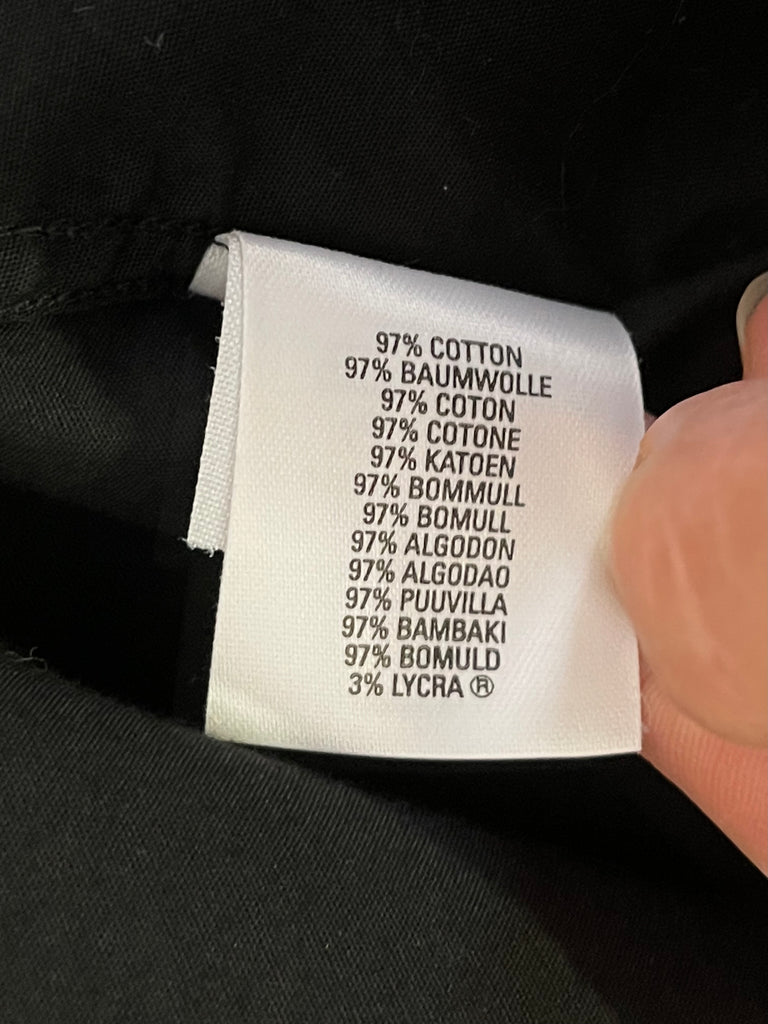 97% COTTON
97% BAUMWOLLE
97% COTON
97% COTONE
97% KATOEN
97% BOMMULL
97% BOMULL
97% ALGODON
97% ALGODAO
97% PUUVILLA
97% BAMBAKI
97% BOMULD
3% LYCRA ®